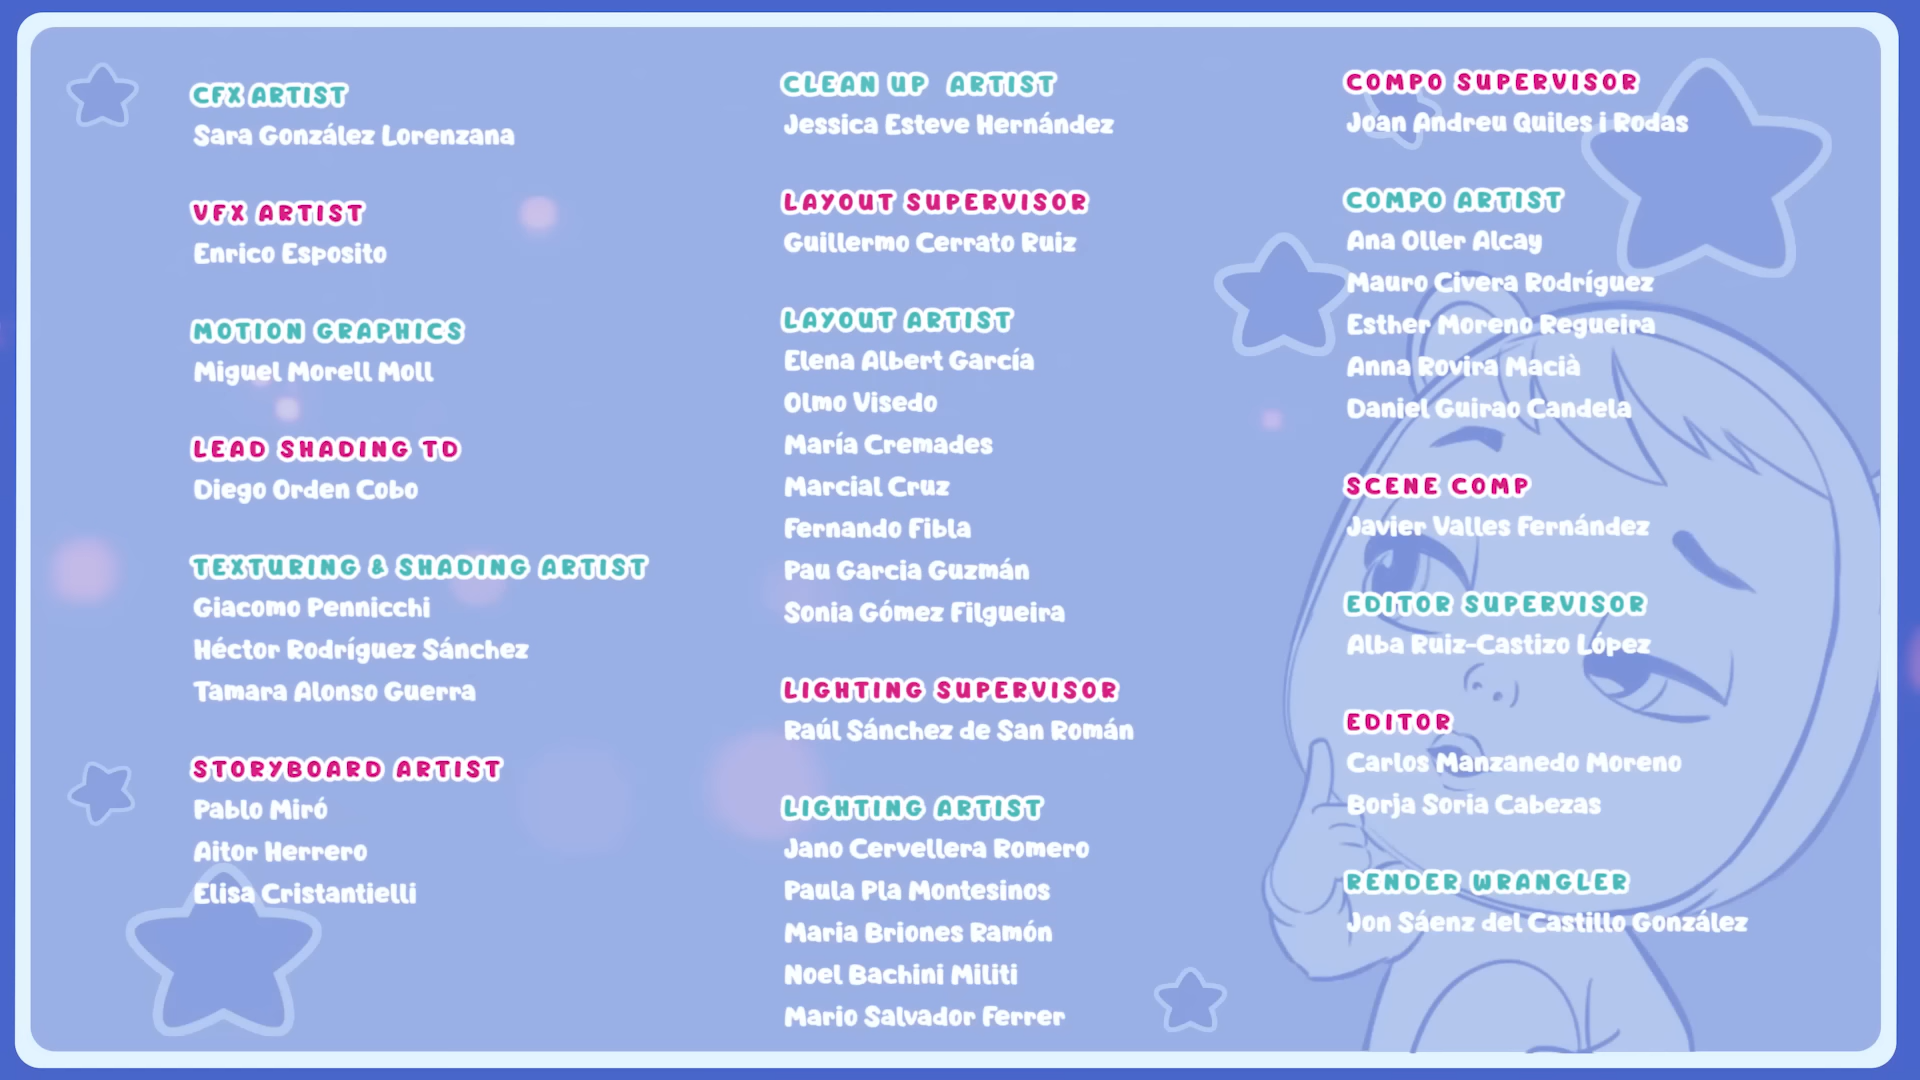 CFX ARTIST
Sara González Lorenzana
VFX ARTIST
Enrico Esposito
MOTION GRAPHICS
Miguel Morell Moll
LEAD SHADING TD
Diego Orden Cobo
TEXTURING & SHADING ARTIST
Giacomo Pennicchi
Héctor Rodríguez Sánchez
Tamara Alonso Guerra
STORYBOARD ARTIST
Pablo Miró
Aitor Herrero
Elisa Cristantielli
CLEAN UP ARTIST
Jessica Esteve Hernández
LAYOUT SUPERVISOR
Guillermo Cerrato Ruiz
LAYOUT ARTIST
Elena Albert García
Olmo Visedo
María Cremades
Marcial Cruz
Fernando Fibla
Pau Garcia Guzmán
Sonia Gómez Filgueira
LIGHTING SUPERVISOR
Raúl Sánchez de San Román
LIGHTING ARTIST
Jano Cervellera Romero
Paula Pla Montesinos
Maria Briones Ramón
Noel Bachini Militi
Mario Salvador Ferrer
COMPO SUPERVISOR
Joan Andreu Quiles i Rodas
COMPO ARTIST
Ana Oller Alcay
Mauro Civera Rodríguez
Esther Moreno Regueira
Anna Rovira Macià
Daniel Guirao Candela
SCENE COMP
Javier Valles Fernández
EDITOR SUPERVISOR
Alba Ruiz-Castizo López
EDITOR
Carlos Manzanedo Moreno
Borja Soria Cabezas
RENDER WRANGLER
Jon Sáenz del Castillo González